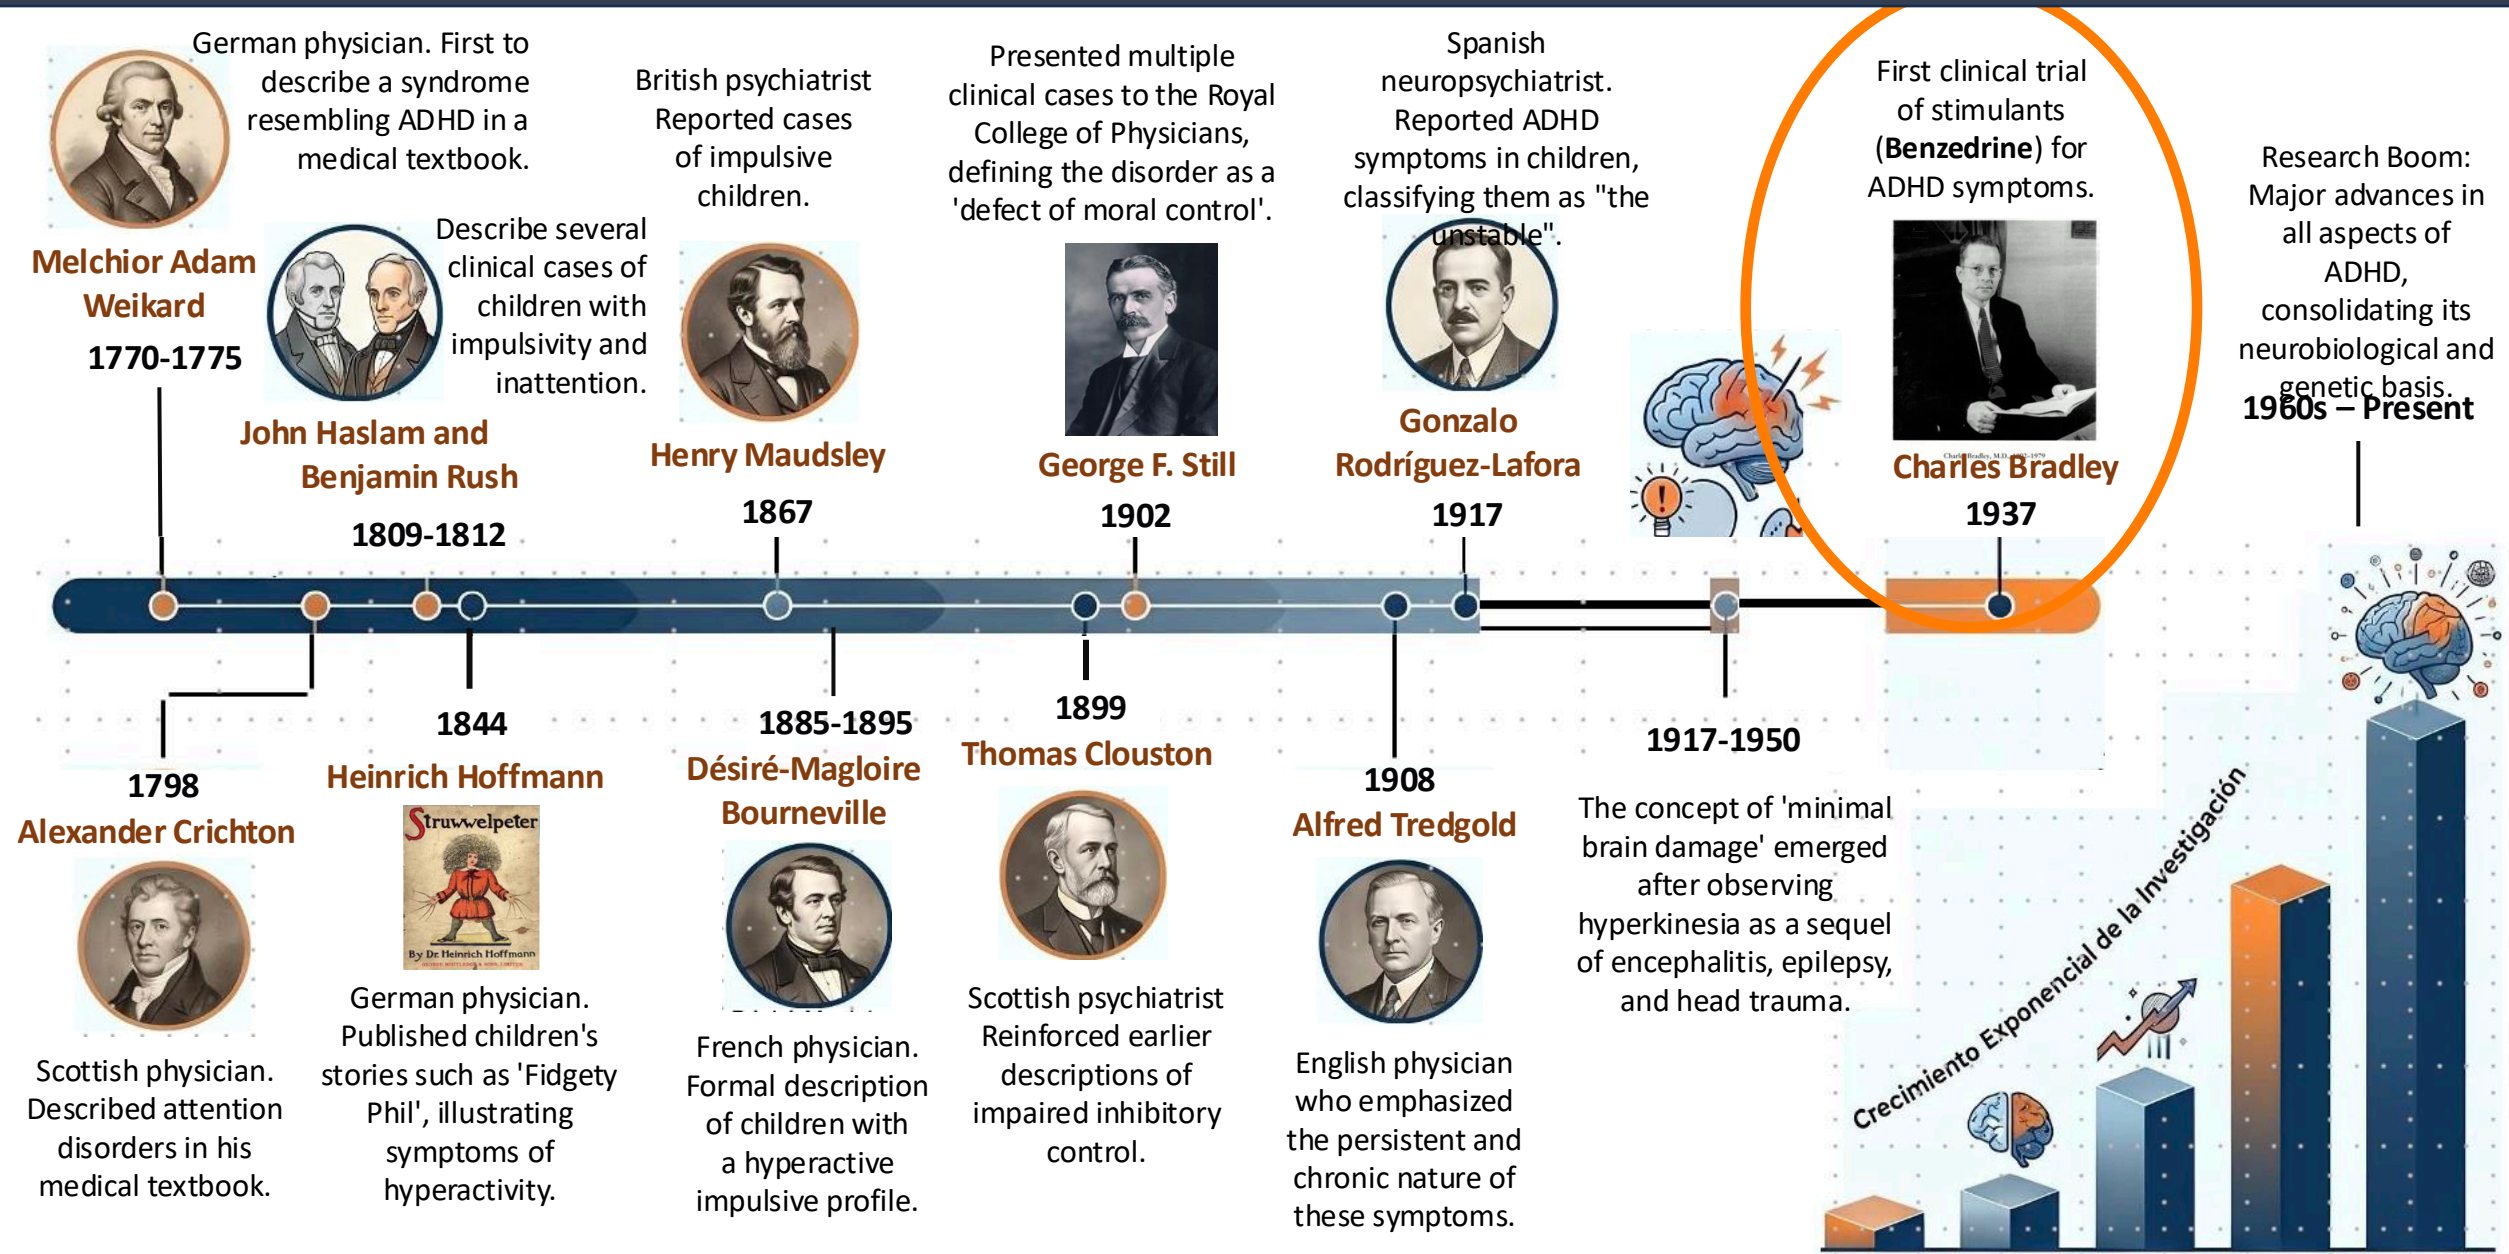 German physician. First to
describe a syndrome
resembling ADHD in a
medical textbook.
Melchior Adam
Weikard
1770-1775
Describe several
clinical cases of
children with
impulsivity and
inattention.
John Haslam and
Benjamin Rush
1809-1812
British psychiatrist
Reported cases
of impulsive
children.
Henry Maudsley
1867
Presented multiple
clinical cases to the Royal
College of Physicians,
defining the disorder as a
'defect of moral control'.
George F. Still
1902
Spanish
neuropsychiatrist.
Reported ADHD
symptoms in children,
classifying them as "the
unstable".
Gonzalo
Rodríguez-Lafora
1917
First clinical trial
of stimulants
(Benzedrine) for
ADHD symptoms.
Charles Bradley
1937
Research Boom:
Major advances in
all aspects of
ADHD,
consolidating its
neurobiological and
genetic basis.
1960s – Present
1798
Alexander Crichton
Scottish physician.
Described attention
disorders in his
medical textbook.
1844
Heinrich Hoffmann
Struwwelpeter
By Dr. Heinrich Hoffmann
German physician.
Published children's
stories such as 'Fidgety
Phil', illustrating
symptoms of
hyperactivity.
1885-1895
Désiré-Magloire
Bourneville
French physician.
Formal description
of children with
a hyperactive
impulsive profile.
1899
Thomas Clouston
Scottish psychiatrist
Reinforced earlier
descriptions of
impaired inhibitory
control.
1908
Alfred Tredgold
English physician
who emphasized
the persistent and
chronic nature of
these symptoms.
1917-1950
The concept of 'minimal
brain damage' emerged
after observing
hyperkinesia as a sequel
of encephalitis, epilepsy,
and head trauma.
Crecimiento Exponencial de la Investigación